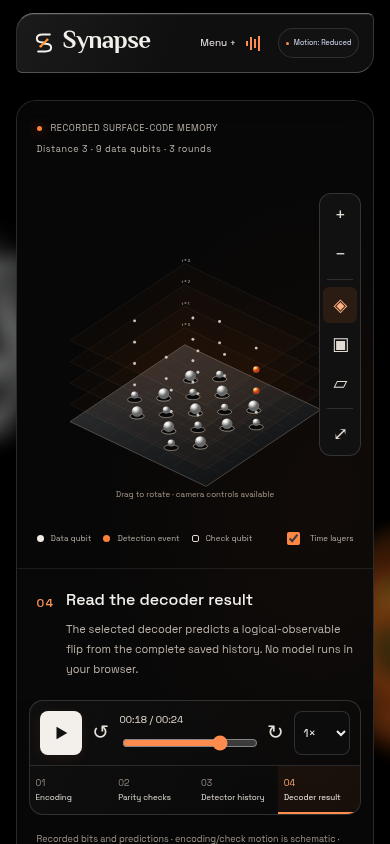 Synapse
Menu +
Motion: Reduced
RECORDED SURFACE-CODE MEMORY
Distance 3 · 9 data qubits · 3 rounds
Drag to rotate · camera controls available
Data qubit
Detection event
Check qubit
Time layers
04
Read the decoder result
The selected decoder predicts a logical-observable
flip from the complete saved history. No model runs in
your browser.
00:18 / 00:24
1×
01
Encoding
02
Parity checks
03
Detector history
04
Decoder result
Recorded bits and predictions · encoding/check motion is schematic ·